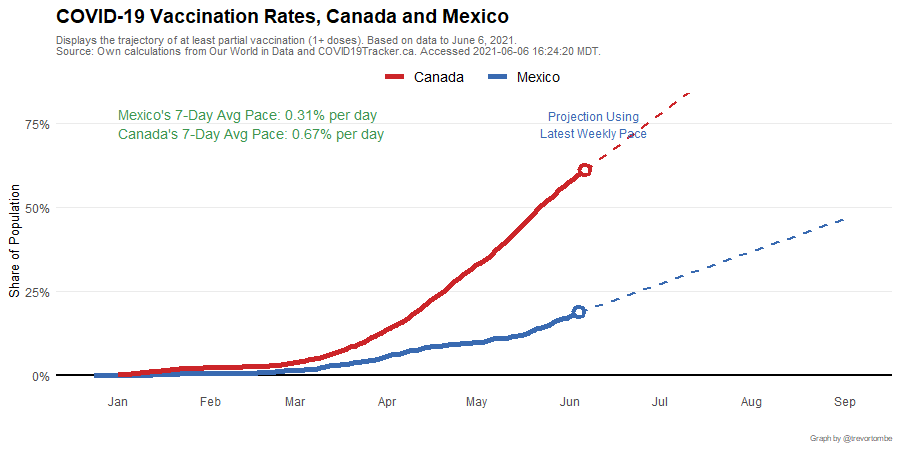 COVID-19 Vaccination Rates, Canada and Mexico
Displays the trajectory of at least partial vaccination (1+ doses). Based on data to June 6, 2021.
Source: Own calculations from Our World in Data and COVID19Tracker.ca. Accessed 2021-06-06 16:24:20 MDT.
Canada Mexico
Mexico's 7-Day Avg Pace: 0.31% per day
Canada's 7-Day Avg Pace: 0.67% per day
Projection Using
Latest Weekly Pace
Share of Population
75%
50%
25%
0%
Jan Feb Mar Apr May Jun Jul Aug Sep
Graph by @trevortombe